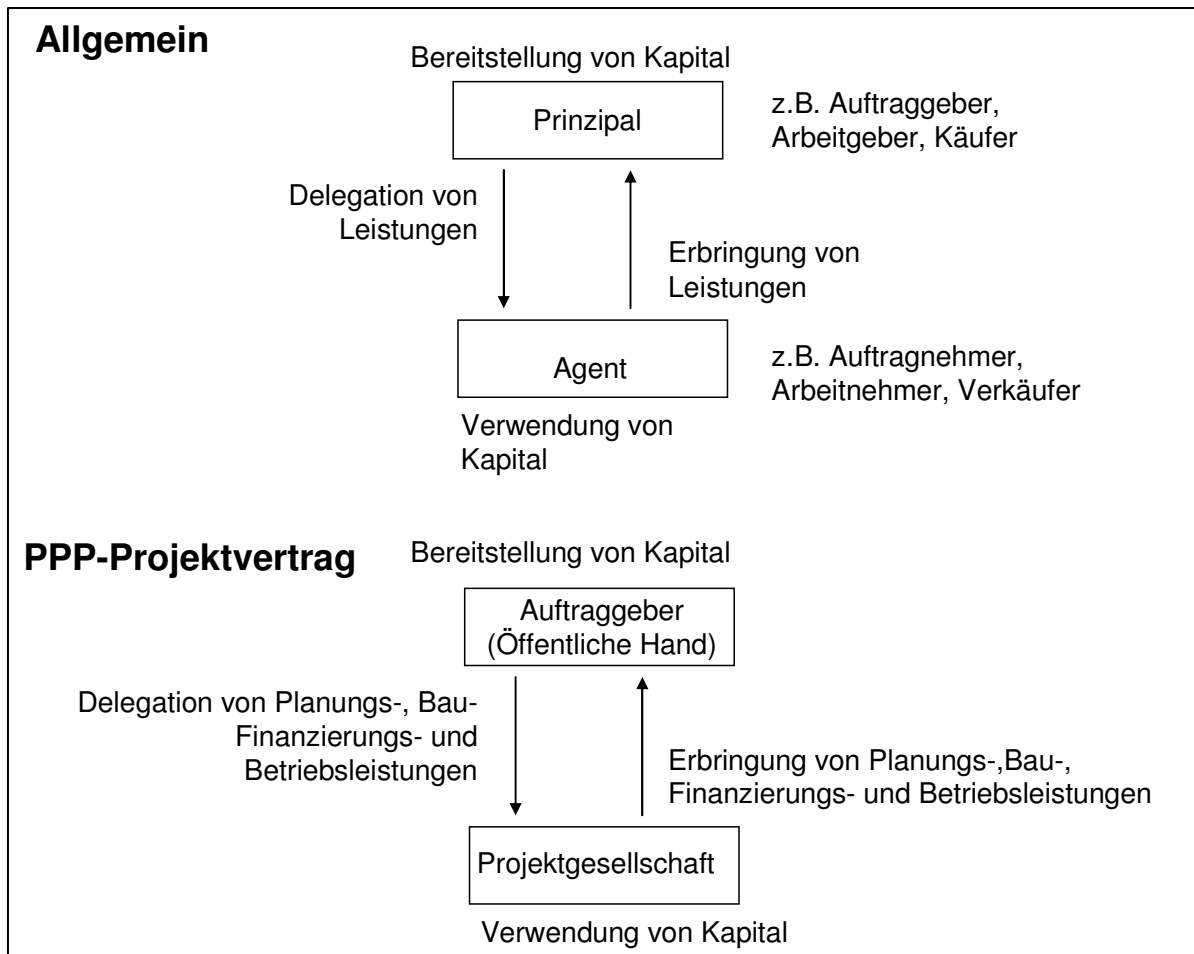 Allgemein
Bereitstellung von Kapital
Prinzipal
z.B. Auftraggeber,
Arbeitgeber, Käufer
Delegation von
Leistungen
Erbringung von
Leistungen
Agent
z.B. Auftragnehmer,
Arbeitnehmer, Verkäufer
Verwendung von
Kapital
PPP-Projektvertrag
Bereitstellung von Kapital
Auftraggeber
(Öffentliche Hand)
Delegation von Planungs-, Bau-
Finanzierungs- und
Betriebsleistungen
Erbringung von Planungs-,Bau-,
Finanzierungs- und Betriebsleistungen
Projektgesellschaft
Verwendung von Kapital